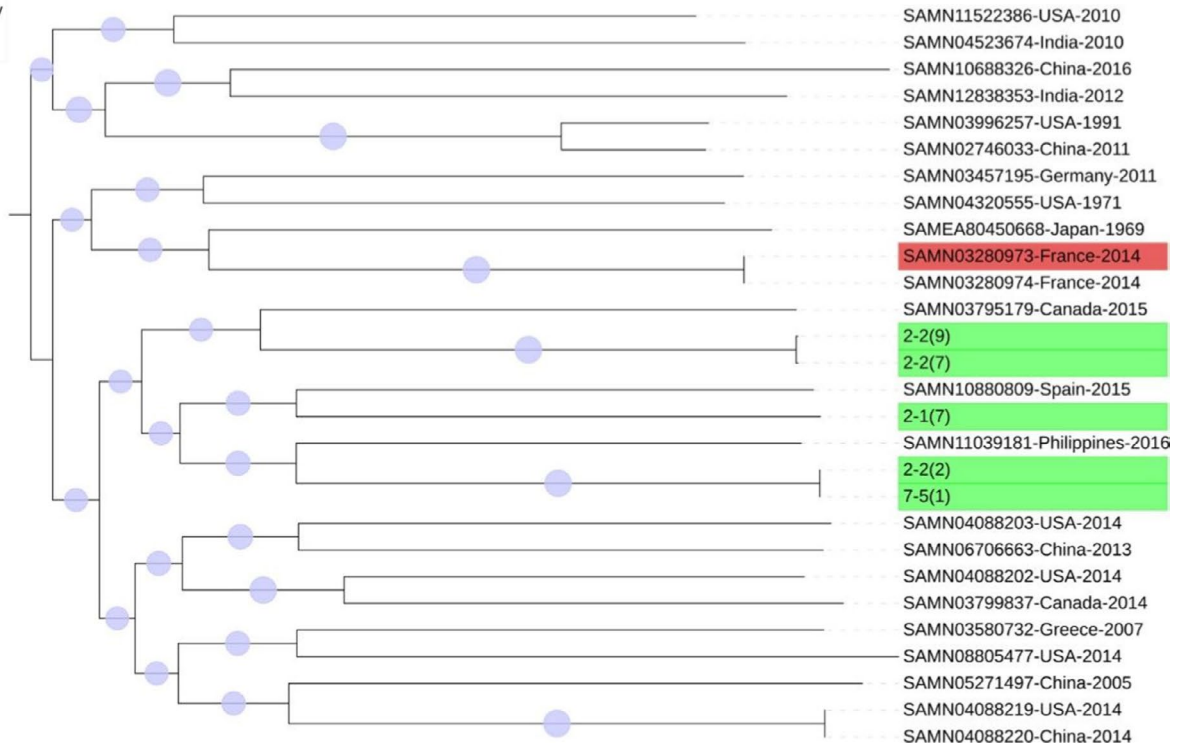 SAMN11522386-USA-2010
SAMN04523674-India-2010
SAMN10688326-China-2016
SAMN12838353-India-2012
SAMN03996257-USA-1991
SAMN02746033-China-2011
SAMN03457195-Germany-2011
SAMN04320555-USA-1971
SAMEA80450668-Japan-1969
SAMN03280973-France-2014
SAMN03280974-France-2014
SAMN03795179-Canada-2015
2-2(9)
2-2(7)
SAMN10880809-Spain-2015
2-1(7)
SAMN11039181-Philippines-2016
2-2(2)
7-5(1)
SAMN04088203-USA-2014
SAMN06706663-China-2013
SAMN04088202-USA-2014
SAMN03799837-Canada-2014
SAMN03580732-Greece-2007
SAMN08805477-USA-2014
SAMN05271497-China-2005
SAMN04088219-USA-2014
SAMN04088220-China-2014